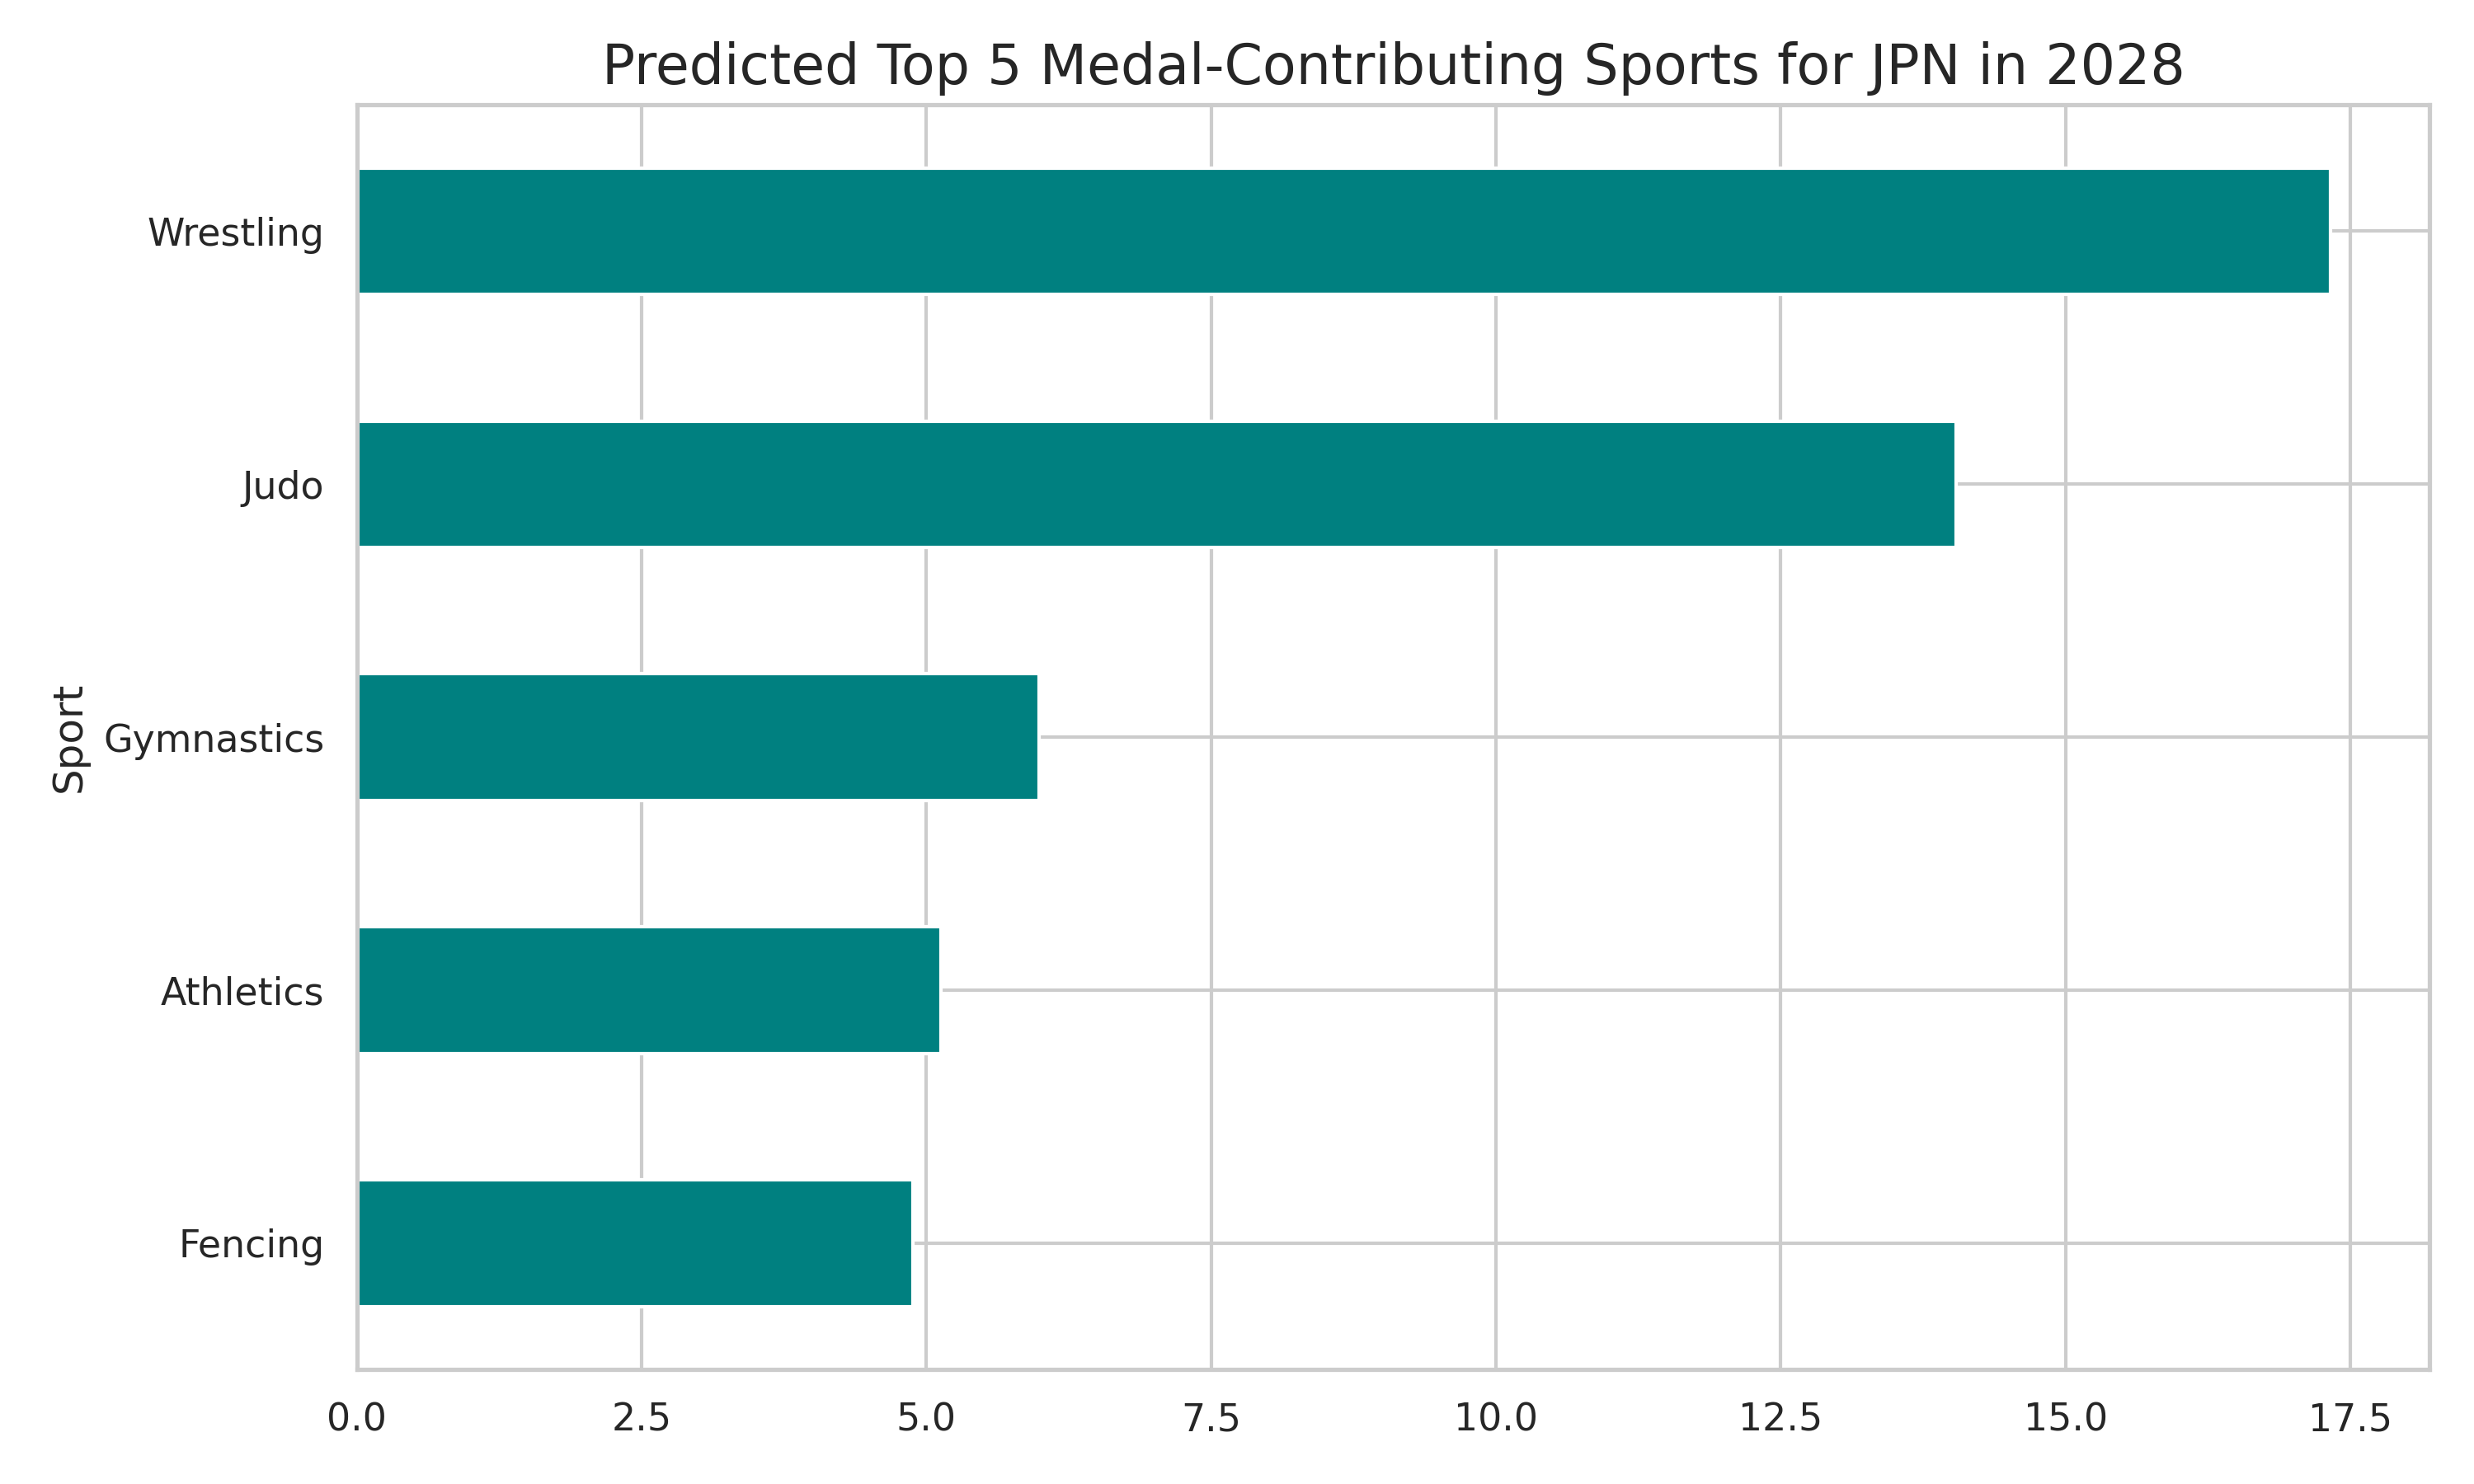 Predicted Top 5 Medal-Contributing Sports for JPN in 2028
Sport
Wrestling
Judo
Gymnastics
Athletics
Fencing
0.0 2.5 5.0 7.5 10.0 12.5 15.0 17.5